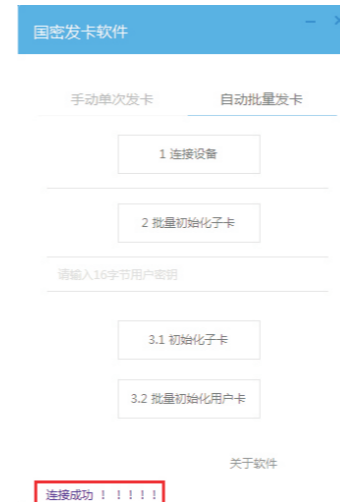 国密发卡软件
手动单次发卡 自动批量发卡
1 连接设备
2 批量初始化子卡
请输入16字节用户密钥
3.1 初始化子卡
3.2 批量初始化用户卡
关于软件
连接成功 ！！！！！